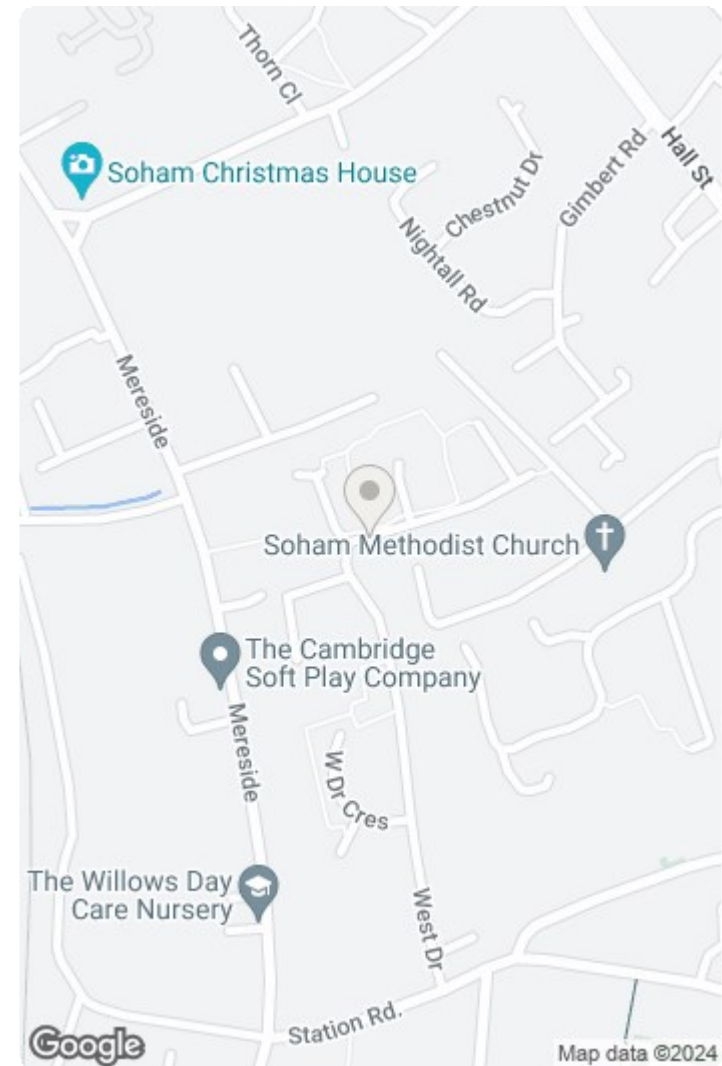 Thorn Cl
Hall St
Soham Christmas House
Chestnut Dr
Gimbert Rd
Nightall Rd
Mereside
Soham Methodist Church
The Cambridge
Soft Play Company
Mereside
W Dr Cres
The Willows Day
Care Nursery
West Dr
Station Rd.
Google
Map data ©2024